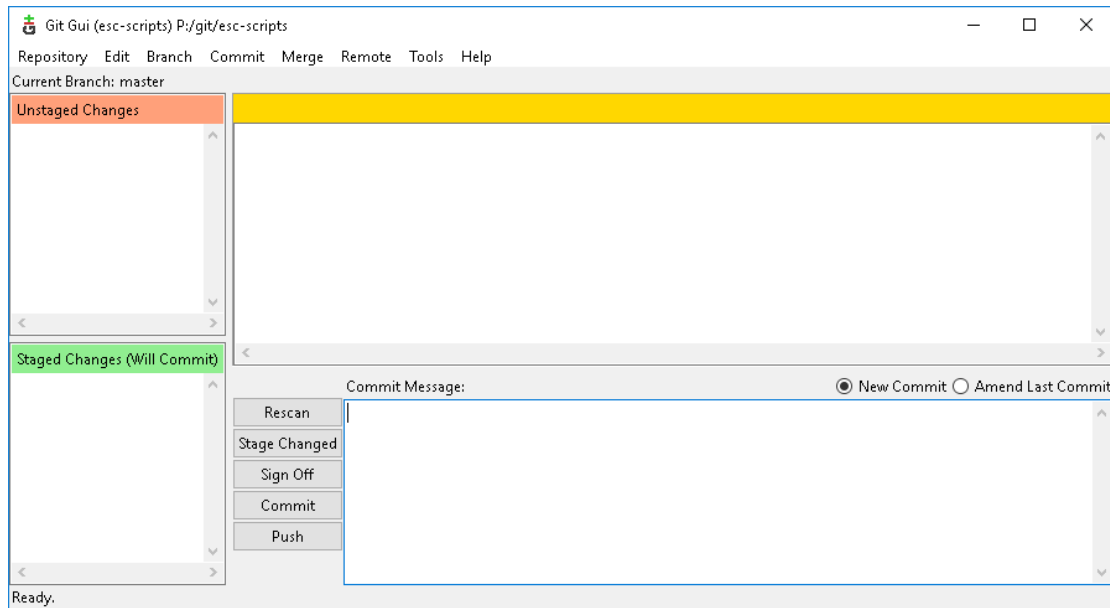 Git Gui (esc-scripts) P:/git/esc-scripts
Repository Edit Branch Commit Merge Remote Tools Help
Current Branch: master
Unstaged Changes
Staged Changes (Will Commit)
Commit Message:
New Commit Amend Last Commit
Rescan
Stage Changed
Sign Off
Commit
Push
Ready.